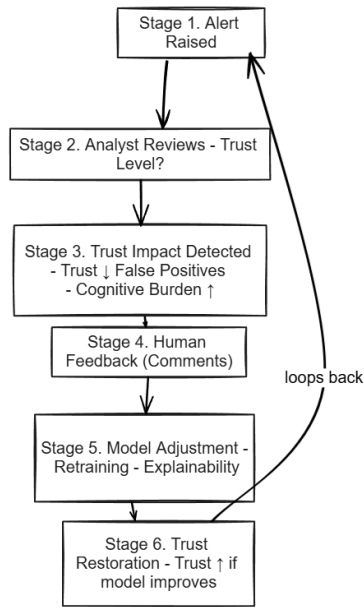 Stage 1. Alert
Raised
Stage 2. Analyst Reviews - Trust
Level?
Stage 3. Trust Impact Detected
- Trust ↓ False Positives
- Cognitive Burden ↑
Stage 4. Human
Feedback (Comments)
loops back
Stage 5. Model Adjustment -
Retraining - Explainability
Stage 6. Trust
Restoration - Trust ↑ if
model improves